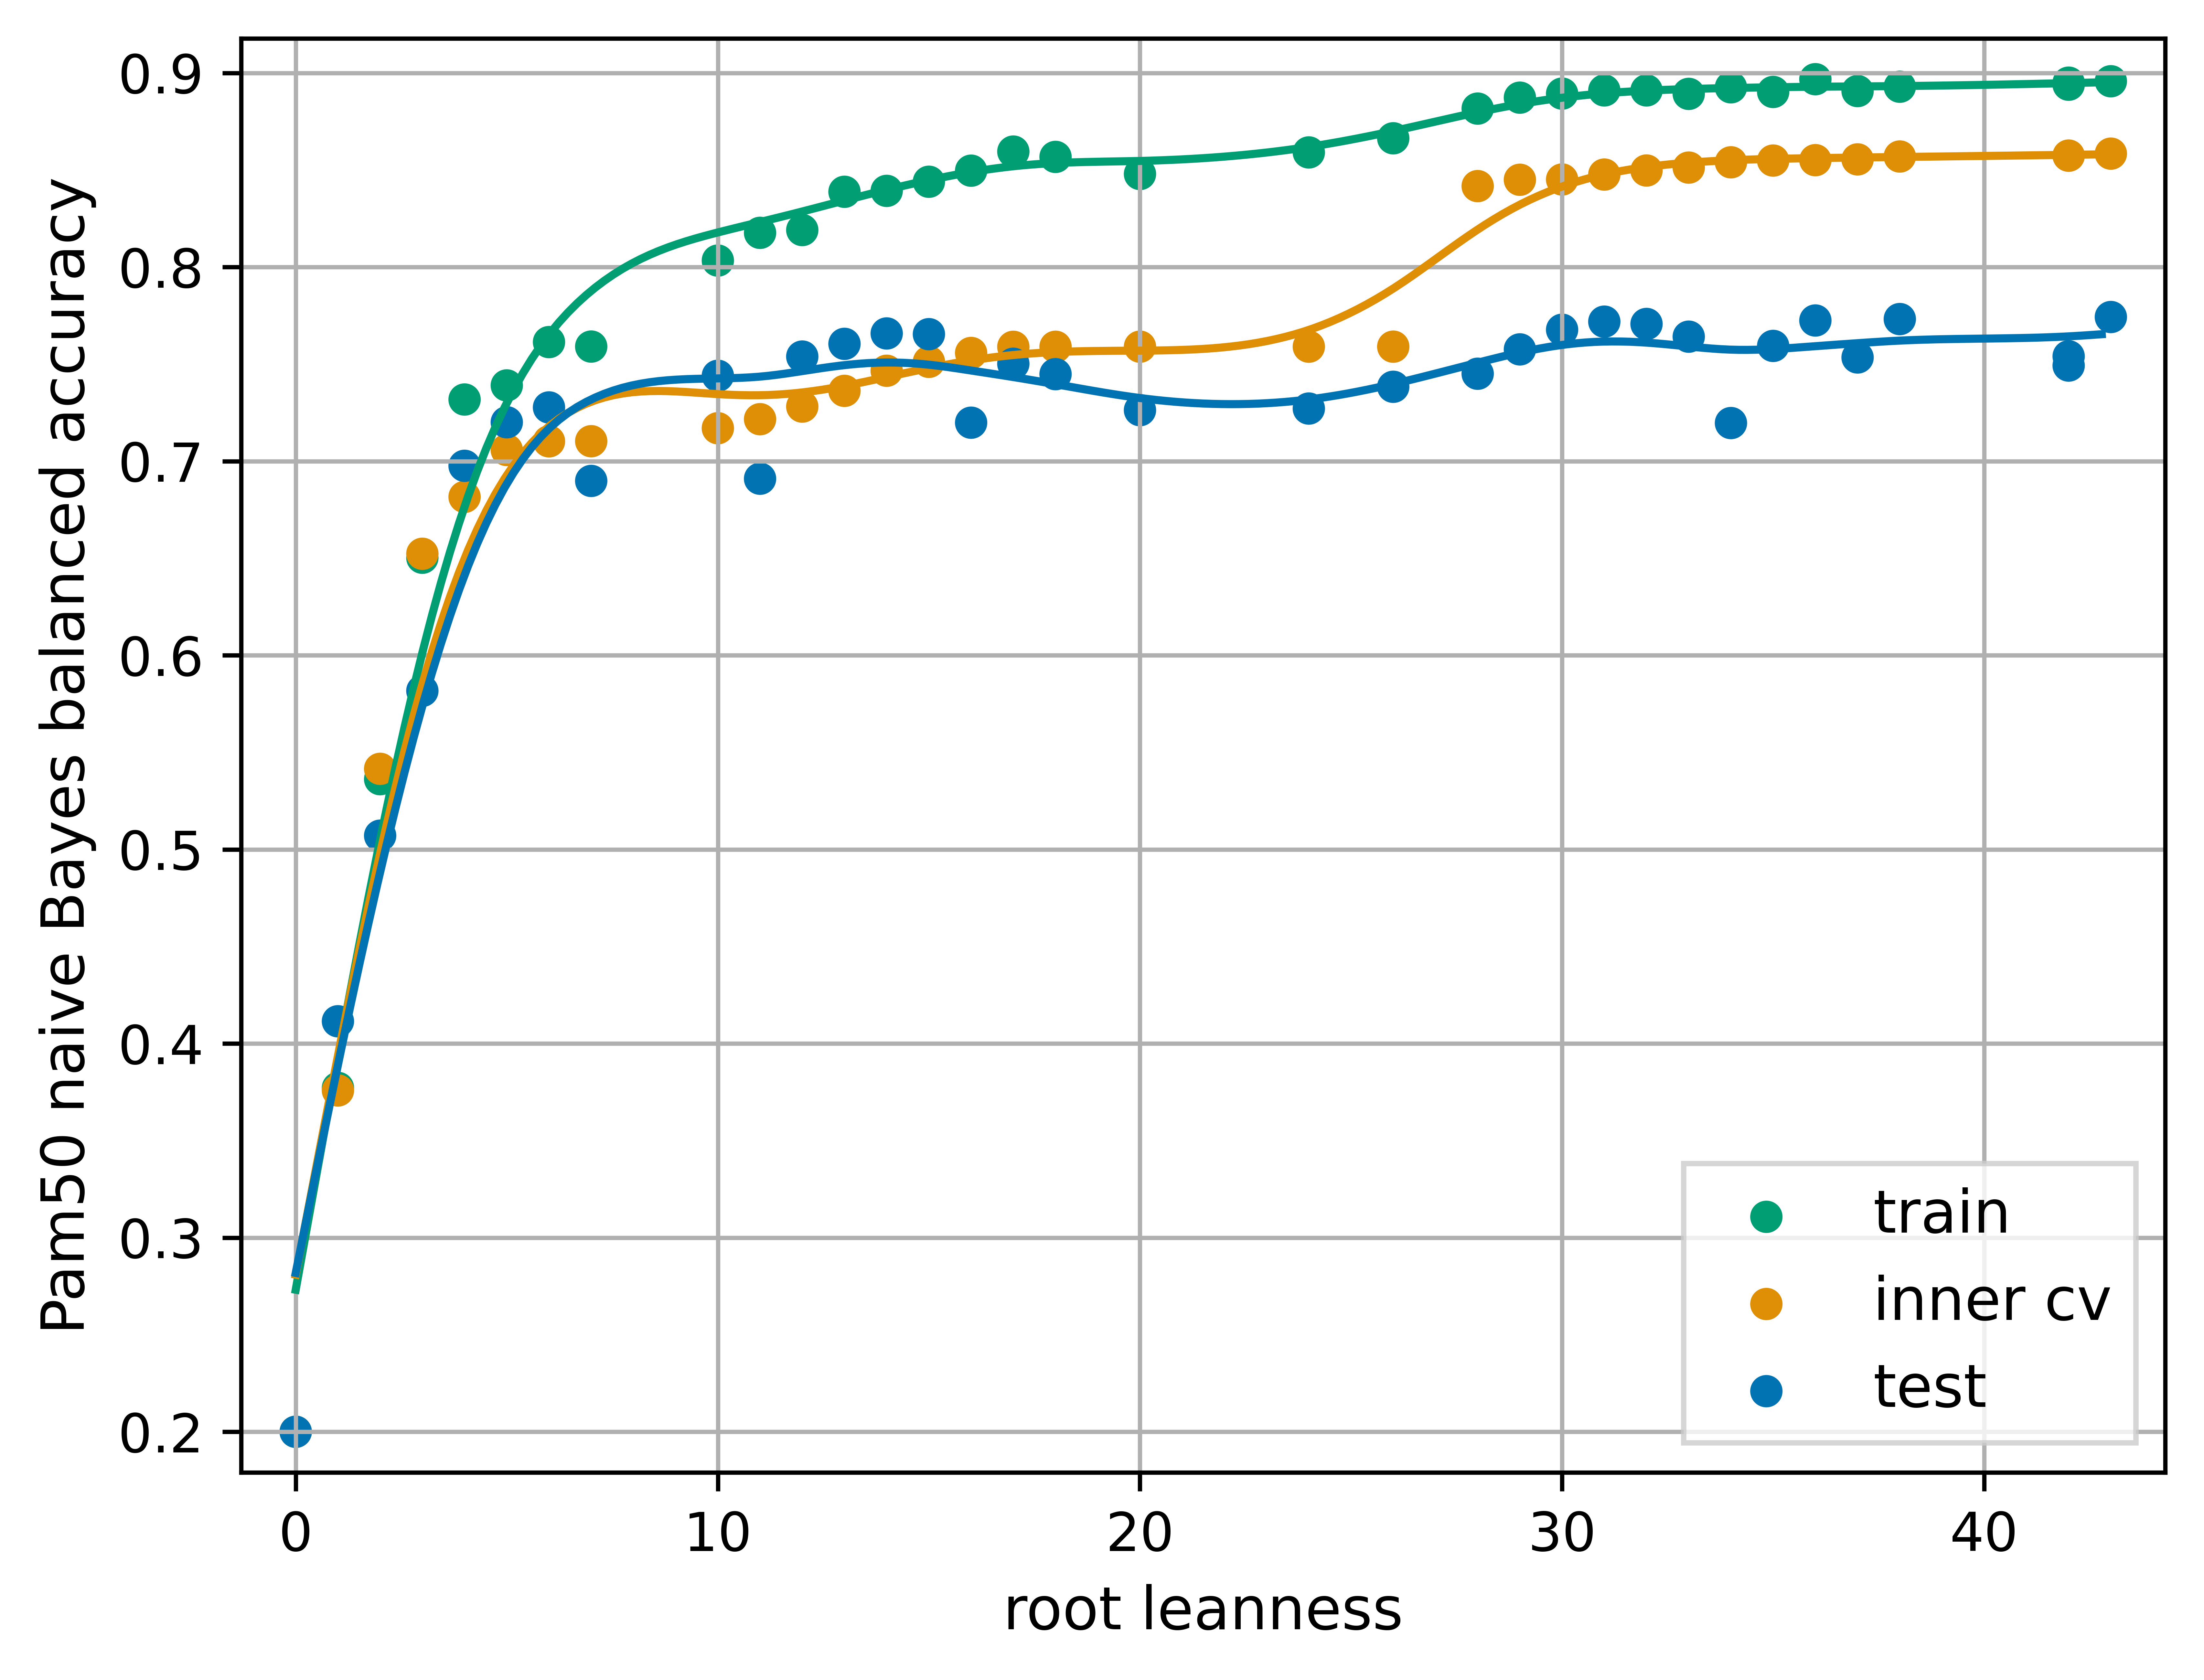 Pam50 naive Bayes balanced accuracy
0.9
0.8
0.7
0.6
0.5
0.4
0.3
0.2
0
10
20
30
40
root leanness
train
inner cv
test